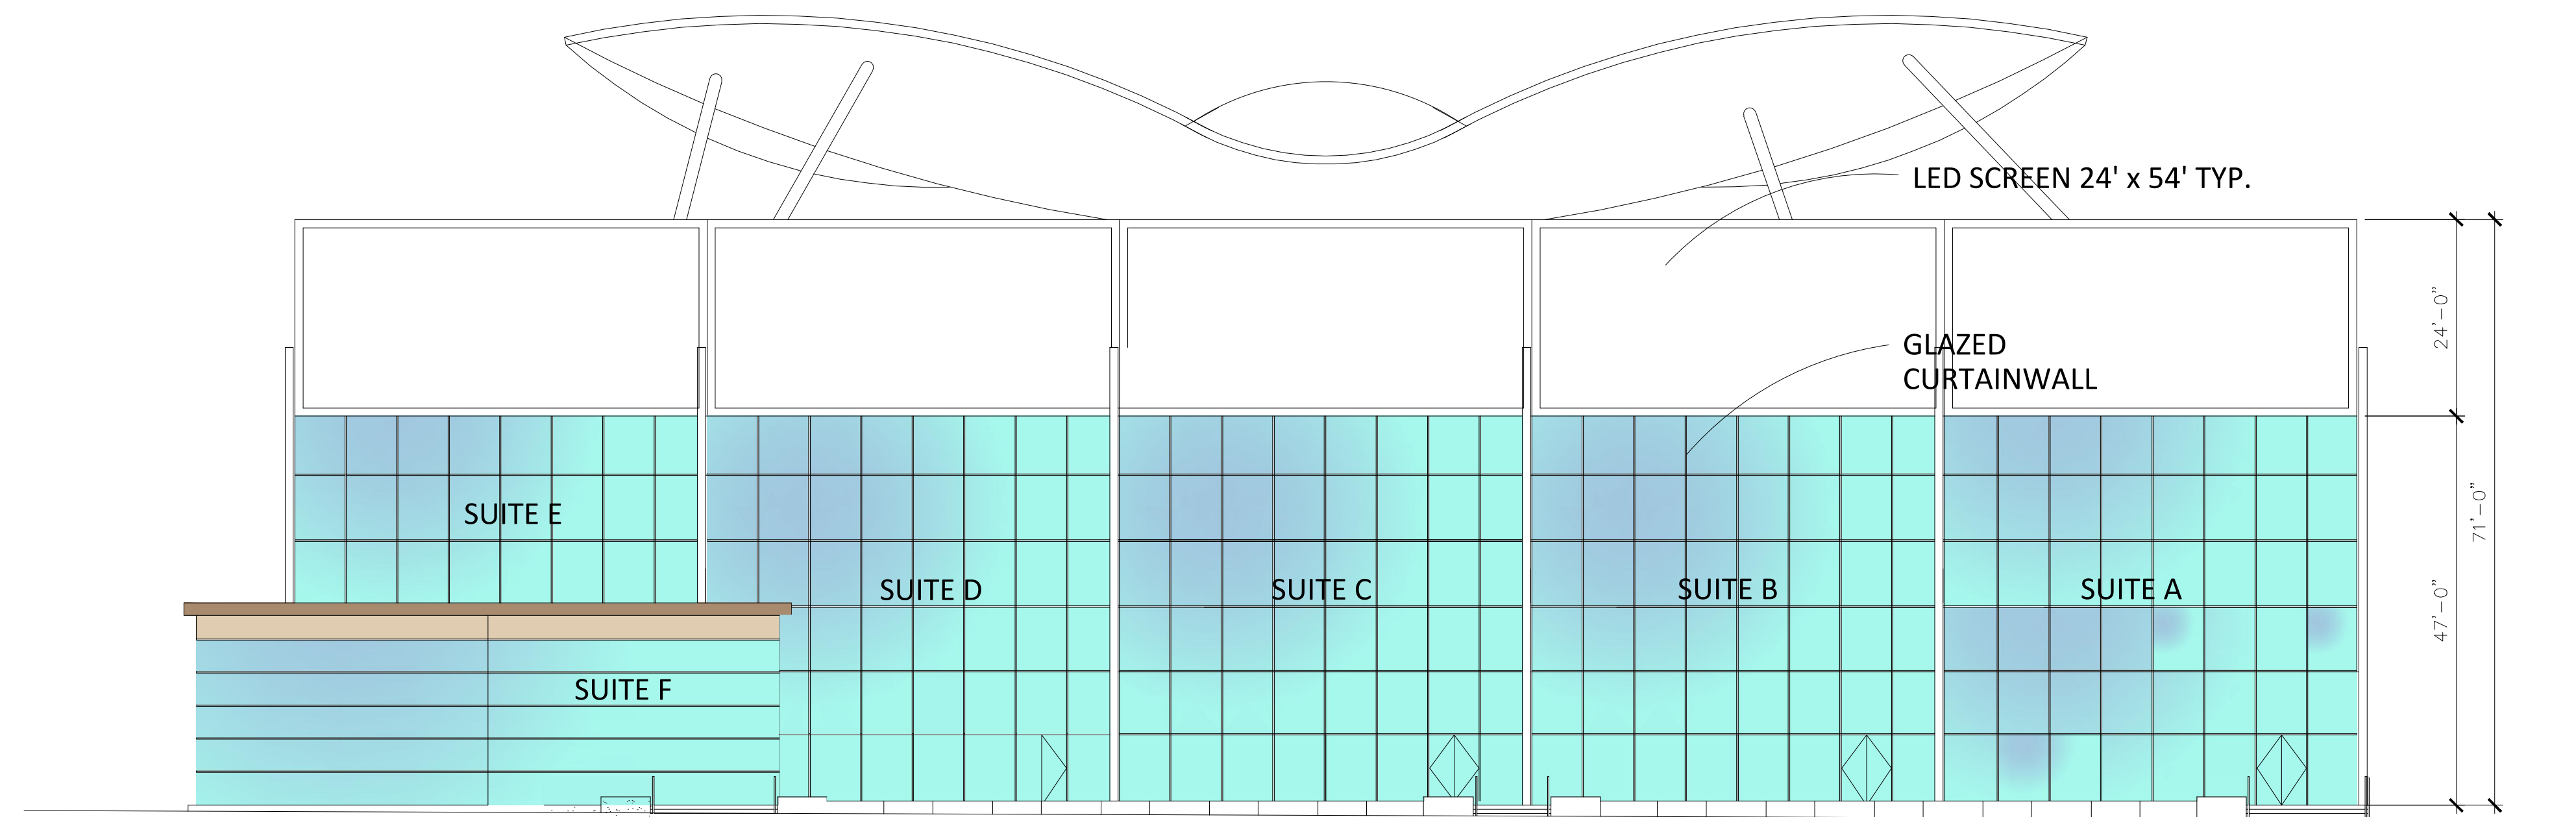 LED SCREEN 24' x 54' TYP.
GLAZED
CURTAINWALL
24'-0"
71'-0"
47'-0"
SUITE E
SUITE D
SUITE C
SUITE B
SUITE A
SUITE F